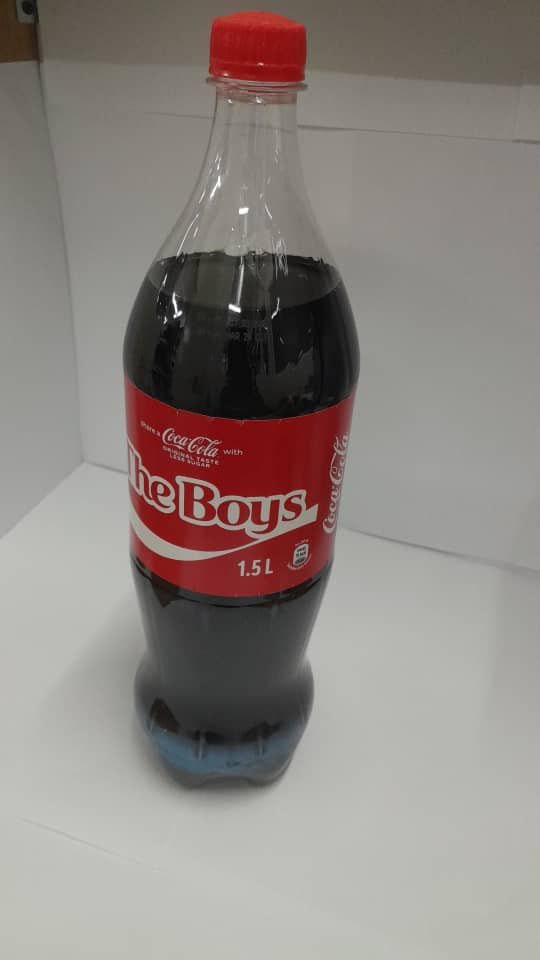 Share a Coca-Cola with
ORIGINAL TASTE
LESS SUGAR
The Boys
1.5 L
Coca-Cola